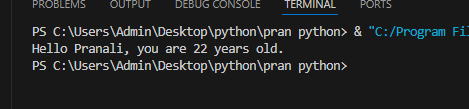 PROBLEMS OUTPUT DEBUG CONSOLE TERMINAL PORTS
PS C:\Users\Admin\Desktop\python\pran python> & "C:/Program Fi
Hello Pranali, you are 22 years old.
PS C:\Users\Admin\Desktop\python\pran python>